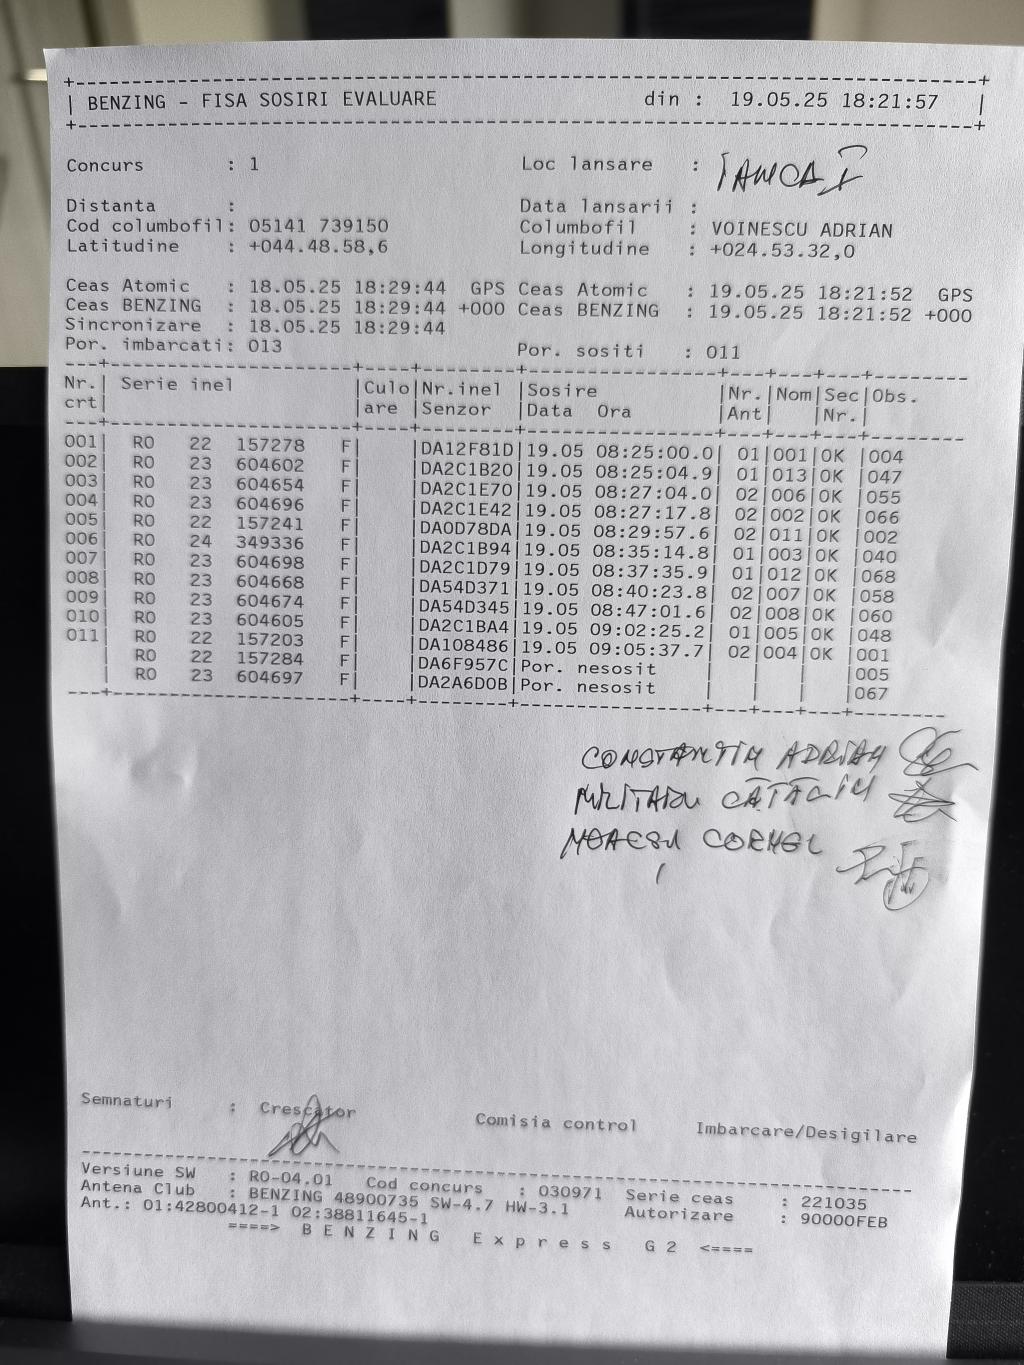 BENZING - FISA SOSIRI EVALUARE din : 19.05.25 18:21:57
Concurs : 1 Loc lansare : IANCA I
Distanta : Data lansarii :
Cod columbofil: 05141 739150 Columbofil : VOINESCU ADRIAN
Latitudine : +044.48.58,6 Longitudine : +024.53.32,0
Ceas Atomic : 18.05.25 18:29:44 GPS Ceas Atomic : 19.05.25 18:21:52 GPS
Ceas BENZING : 18.05.25 18:29:44 +000 Ceas BENZING : 19.05.25 18:21:52 +000
Sincronizare : 18.05.25 18:29:44
Por. imbarcati: 013 Por. sositi : 011
Nr.| Serie inel |Culo|Nr.inel |Sosire |Nr.|Nom|Sec|Obs.
crt| |are |Senzor |Data Ora |Ant| |Nr.|
001| RO 22 157278 F| |DA12F81D|19.05 08:25:00.0| 01|001|OK |004
002| RO 23 604602 F| |DA2C1B20|19.05 08:25:04.9| 01|013|OK |047
003| RO 23 604654 F| |DA2C1E70|19.05 08:27:04.0| 02|006|OK |055
004| RO 23 604696 F| |DA2C1E42|19.05 08:27:17.8| 02|002|OK |066
005| RO 22 157241 F| |DA0D78DA|19.05 08:29:57.6| 02|011|OK |002
006| RO 24 349336 F| |DA2C1B94|19.05 08:35:14.8| 01|003|OK |040
007| RO 23 604698 F| |DA2C1D79|19.05 08:37:35.9| 01|012|OK |068
008| RO 23 604668 F| |DA54D371|19.05 08:40:23.8| 02|007|OK |058
009| RO 23 604674 F| |DA54D345|19.05 08:47:01.6| 02|008|OK |060
010| RO 23 604605 F| |DA2C1BA4|19.05 09:02:25.2| 01|005|OK |048
011| RO 22 157203 F| |DA108486|19.05 09:05:37.7| 02|004|OK |001
| RO 22 157284 F| |DA6F957C|Por. nesosit | | | |005
| RO 23 604697 F| |DA2A6D0B|Por. nesosit | | | |067
CONSTANTIN ADRIAN
MILITARU CĂTĂLIN
CORNEL
Semnaturi : Crescator Comisia control Imbarcare/Desigilare
Versiune SW : RO-04.01 Cod concurs : 030971 Serie ceas : 221035
Antena Club : BENZING 48900735 SW-4.7 HW-3.1 Autorizare : 90000FEB
Ant.: 01:42800412-1 02:38811645-1
====> B E N Z I N G E x p r e s s G 2 <====